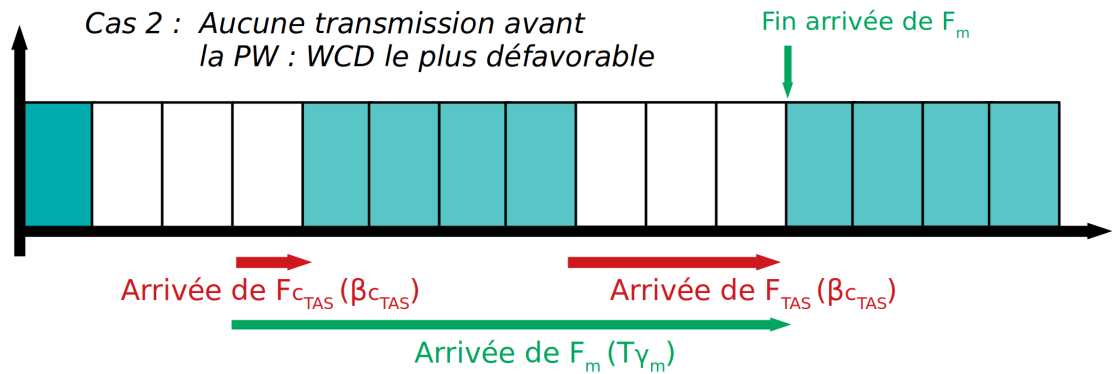 Cas 2 : Aucune transmission avant
la PW : WCD le plus défavorable
Fin arrivée de Fm
Arrivée de FcTAS (βcTAS)
Arrivée de FTAS (βcTAS)
Arrivée de Fm (Tγm)